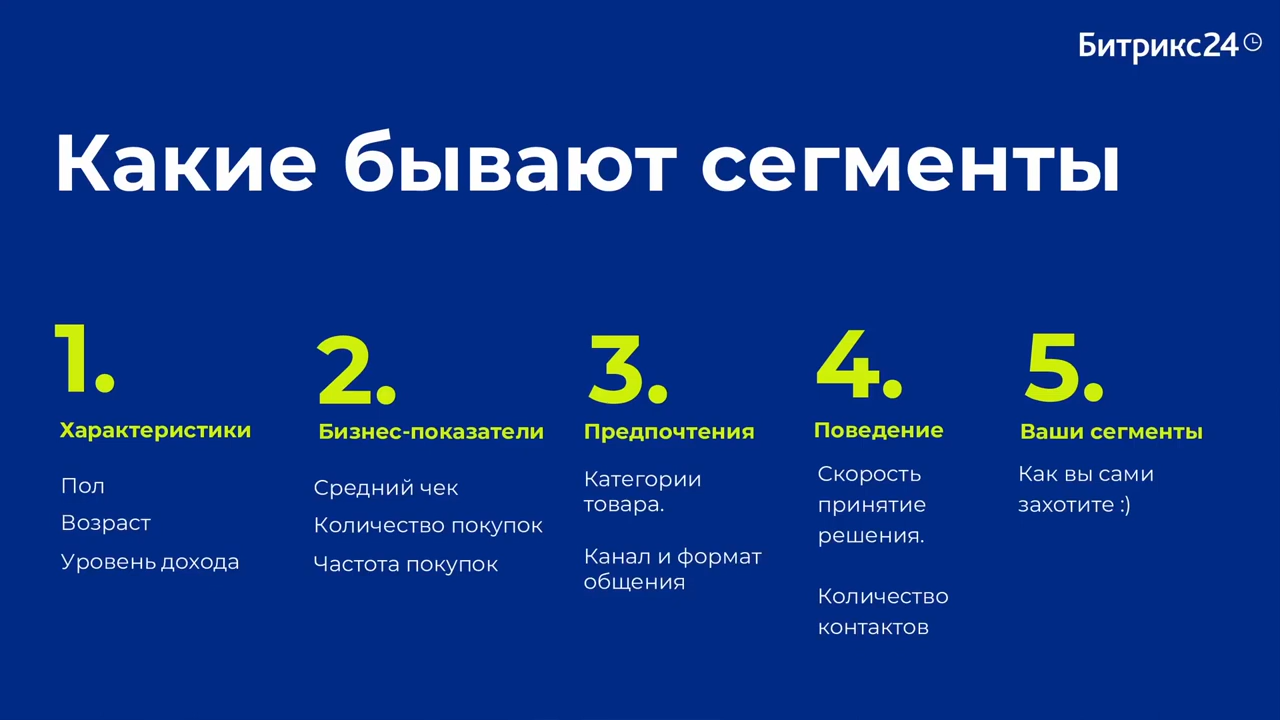 Битрикс24
Какие бывают сегменты
1.
Характеристики
Пол
Возраст
Уровень дохода
2.
Бизнес-показатели
Средний чек
Количество покупок
Частота покупок
3.
Предпочтения
Категории
товара.
Канал и формат
общения
4.
Поведение
Скорость
принятие
решения.
Количество
контактов
5.
Ваши сегменты
Как вы сами
захотите :)